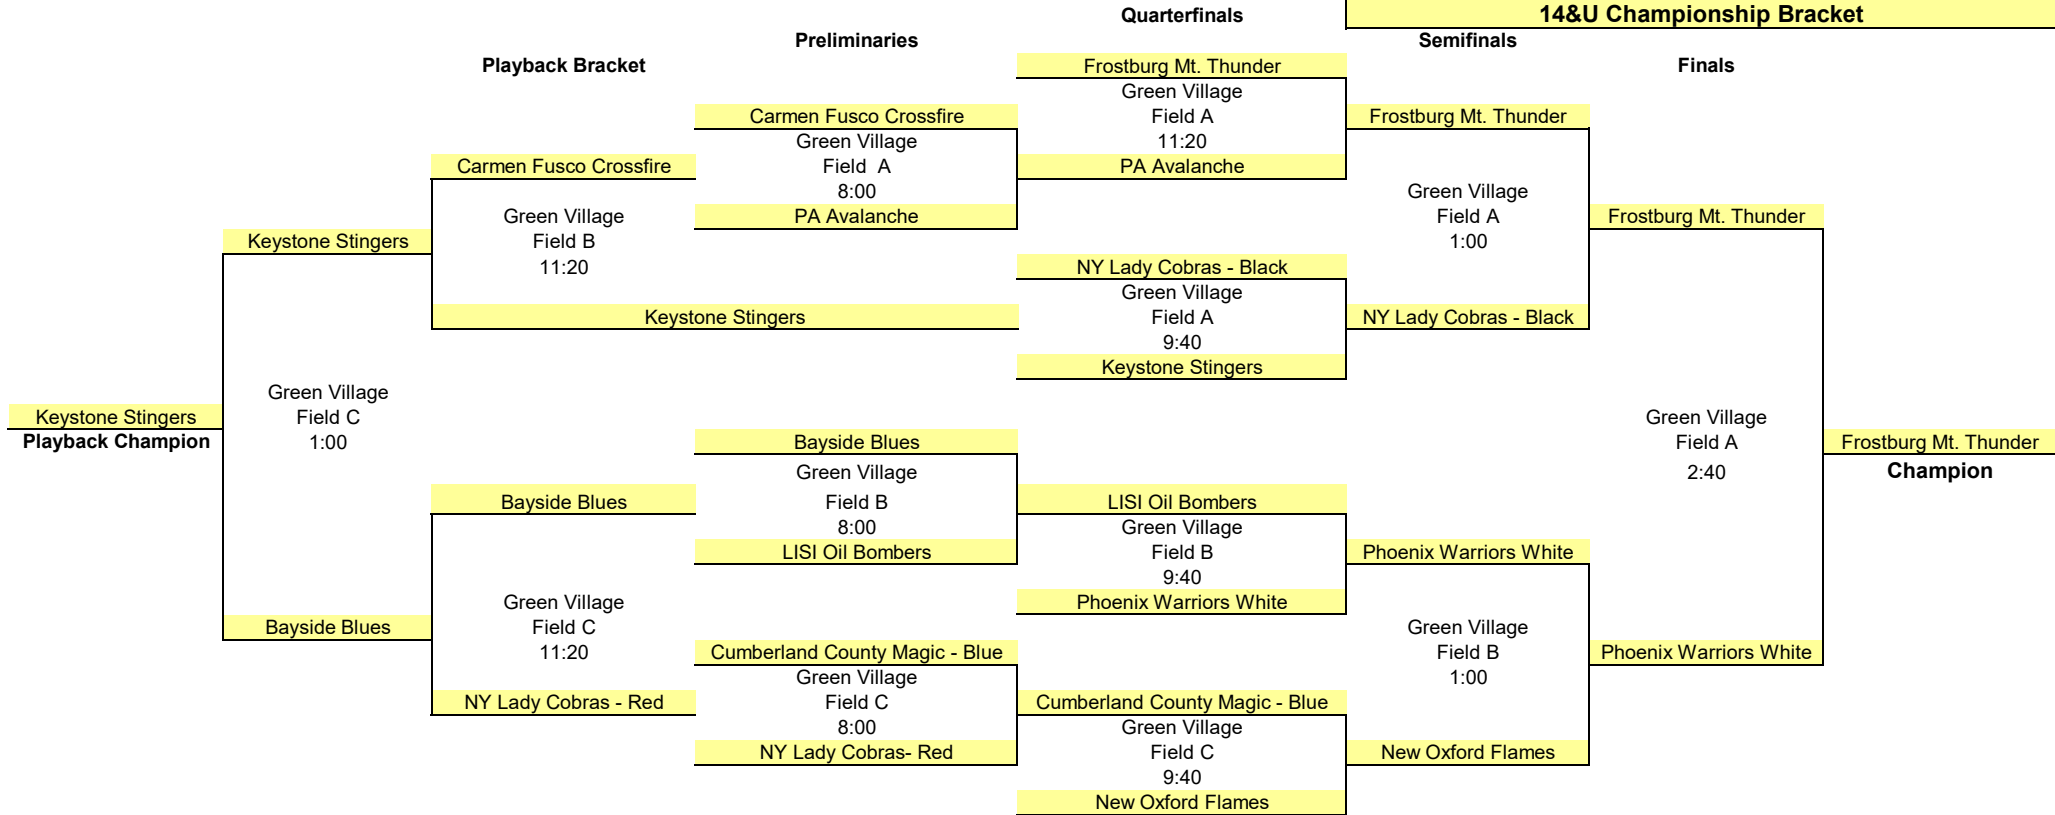 Quarterfinals
14&U Championship Bracket
Preliminaries
Semifinals
Playback Bracket
Frostburg Mt. Thunder
Finals
Green Village
Carmen Fusco Crossfire
Field A
Frostburg Mt. Thunder
Green Village
11:20
Carmen Fusco Crossfire
Field A
PA Avalanche
8:00
Green Village
Green Village
PA Avalanche
Field A
Frostburg Mt. Thunder
Keystone Stingers
Field B
1:00
11:20
NY Lady Cobras - Black
Green Village
Keystone Stingers
Field A
NY Lady Cobras - Black
9:40
Keystone Stingers
Green Village
Keystone Stingers
Field C
Green Village
Playback Champion
1:00
Bayside Blues
Field A
Frostburg Mt. Thunder
Green Village
2:40
Champion
Bayside Blues
Field B
LISI Oil Bombers
8:00
Green Village
LISI Oil Bombers
Field B
Phoenix Warriors White
9:40
Green Village
Phoenix Warriors White
Bayside Blues
Field C
Green Village
11:20
Cumberland County Magic - Blue
Field B
Phoenix Warriors White
Green Village
1:00
NY Lady Cobras - Red
Field C
Cumberland County Magic - Blue
8:00
Green Village
NY Lady Cobras- Red
Field C
New Oxford Flames
9:40
New Oxford Flames